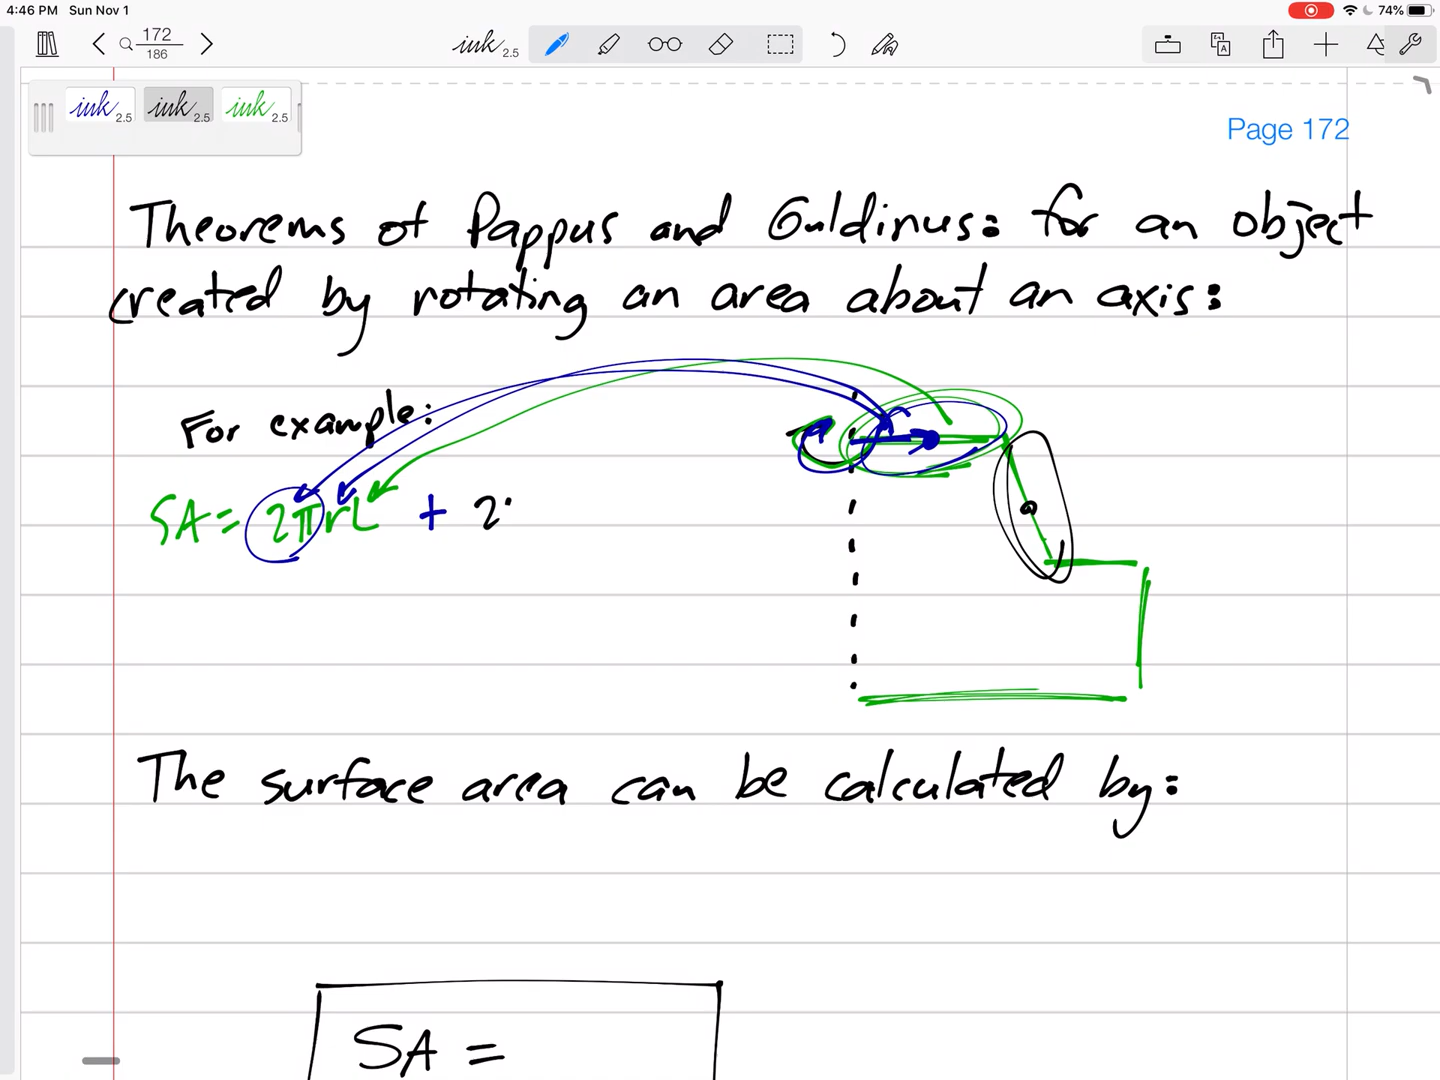 4:46 PM Sun Nov 1
74%
172
186
ink 2.5
ink 2.5
ink 2.5
ink 2.5
Page 172
Theorems of Pappus and Guldinus: for an object
created by rotating an area about an axis:
For example:
SA = 2πrL + 2
The surface area can be calculated by:
SA =